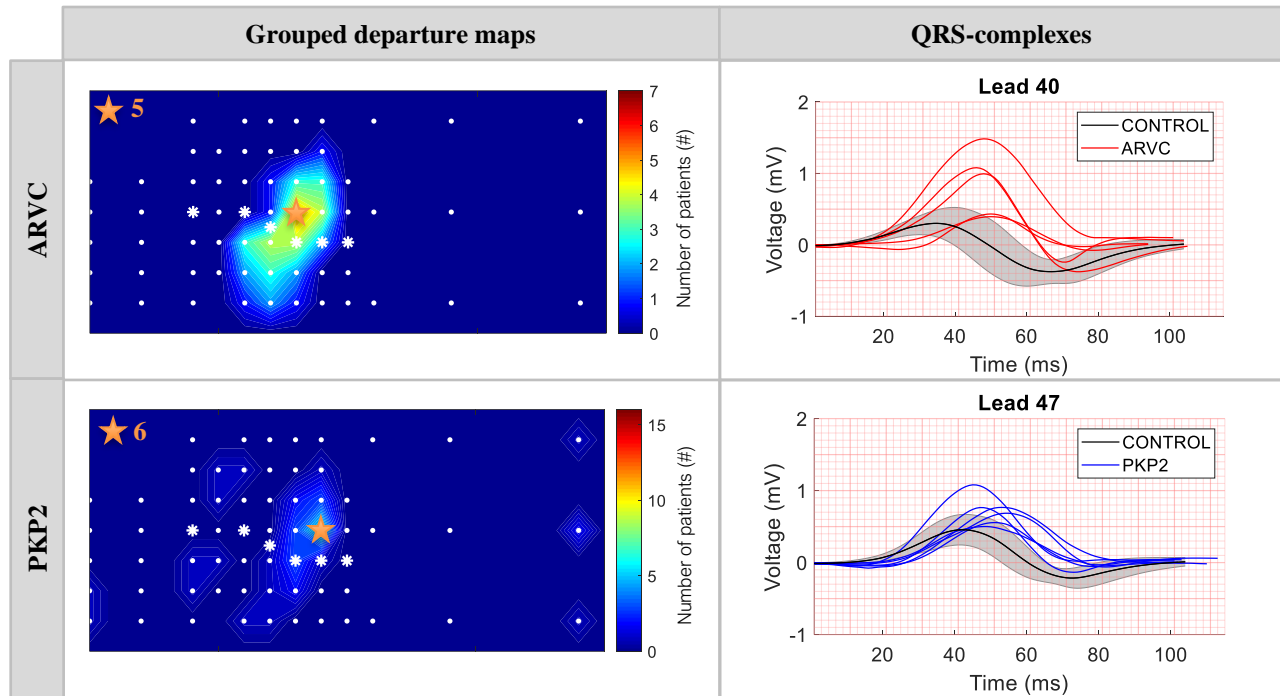 Grouped departure maps
QRS-complexes
ARVC
5
7
6
5
4
3
2
1
0
Number of patients (#)
Lead 40
2
1
0
-1
Voltage (mV)
20 40 60 80 100
Time (ms)
CONTROL
ARVC
PKP2
6
15
10
5
0
Number of patients (#)
Lead 47
2
1
0
-1
Voltage (mV)
20 40 60 80 100
Time (ms)
CONTROL
PKP2